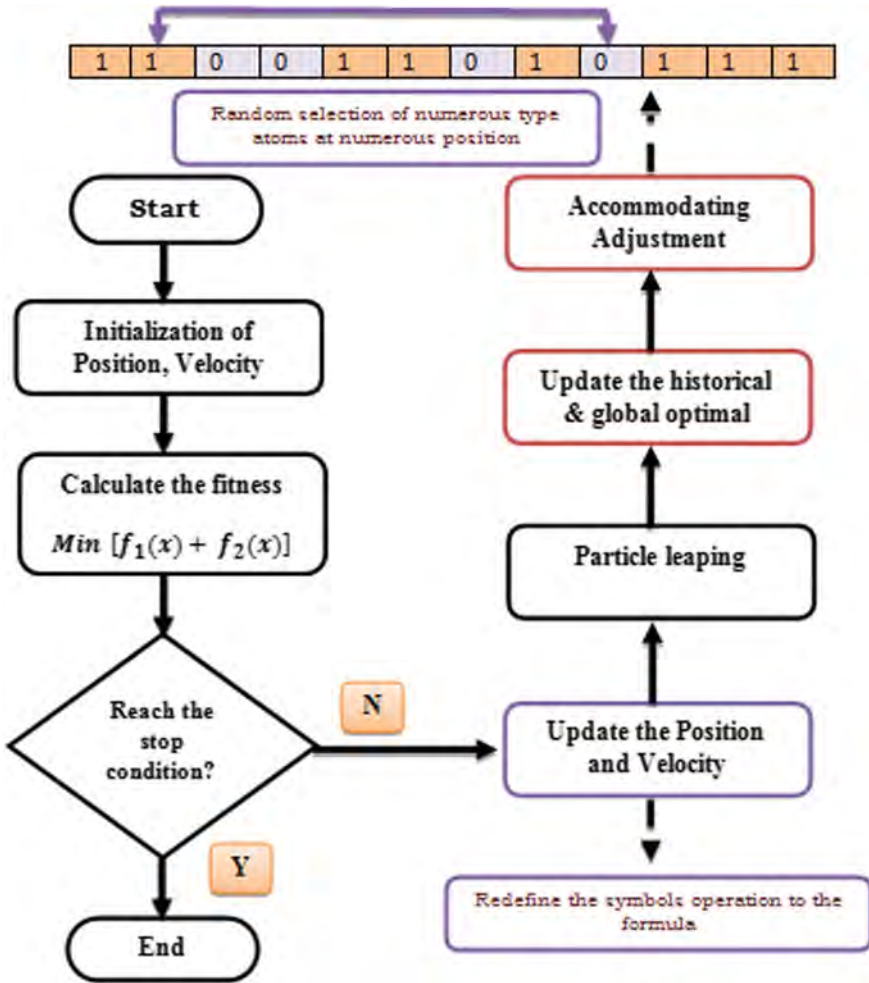 1 1 0 0 1 1 0 1 0 1 1 1
Random selection of numerous type
atoms at numerous position
Start
Initialization of
Position, Velocity
Calculate the fitness
Min [f₁(x) + f₂(x)]
Reach the
stop
condition?
N
Y
End
Accommodating
Adjustment
Update the historical
& global optimal
Particle leaping
Update the Position
and Velocity
Redefine the symbols operation to the
formula